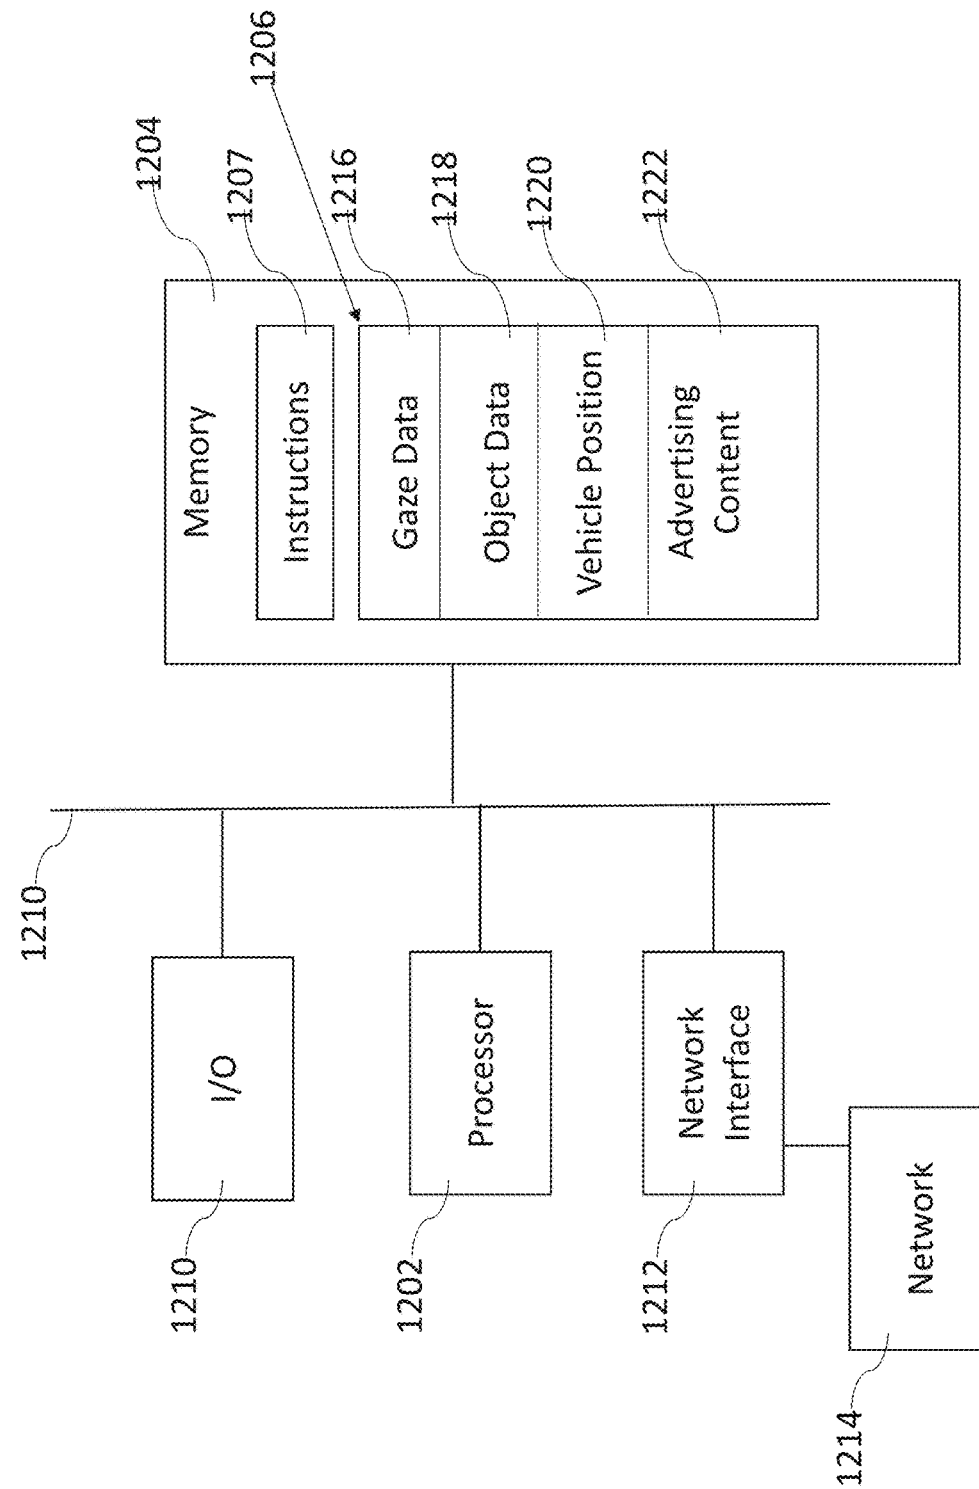 1210
I/O
1202
Processor
1212
Network
Interface
1214
Network
1210
Memory
1204
Instructions
1207
1206
Gaze Data
1216
Object Data
1218
Vehicle Position
1220
Advertising
Content
1222